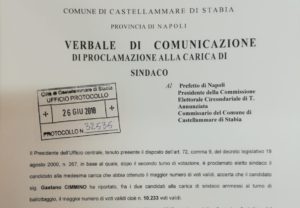 COMUNE DI CASTELLAMMARE DI STABIA
PROVINCIA DI NAPOLI
VERBALE DI COMUNICAZIONE
DI PROCLAMAZIONE ALLA CARICA DI
SINDACO
Al Prefetto di Napoli
Presidente della Commissione
Elettorale Circondariale di T.
Annunziata
Commissario del Comune di
Castellammare di Stabia
Città di Castellammare di Stabia
UFFICIO PROTOCOLLO
26 GIU 2018
PROTOCOLLO N.
Il Presidente dell'Ufficio centrale, tenuto presente il disposto dell'art. 72, comma 9, del decreto legislativo 18
agosto 2000, n. 267, in base al quale, dopo il secondo turno di votazione, è proclamato eletto sindaco il
candidato alla medesima carica che abbia ottenuto il maggior numero di voti validi, accerta che il candidato
sig. Gaetano CIMMINO ha riportato, fra i due candidati alla carica di sindaco ammessi al turno di
ballottaggio, il maggior numero di voti validi cioè n. 10.233 voti validi.